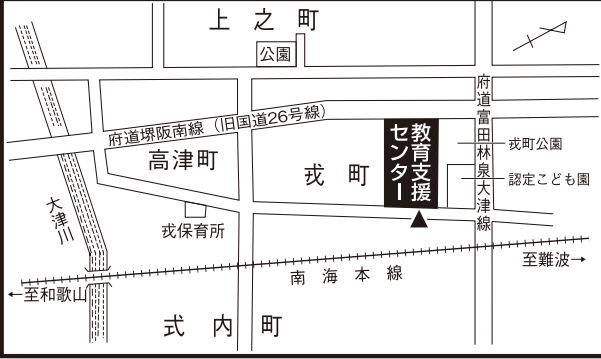 上之町
公園
府道堺阪南線（旧国道26号線）
高津町
戎町
教育支援
センター
府道富田林泉大津線
戎町公園
認定こども園
大津川
戎保育所
南海本線
至難波→
←至和歌山
式内町